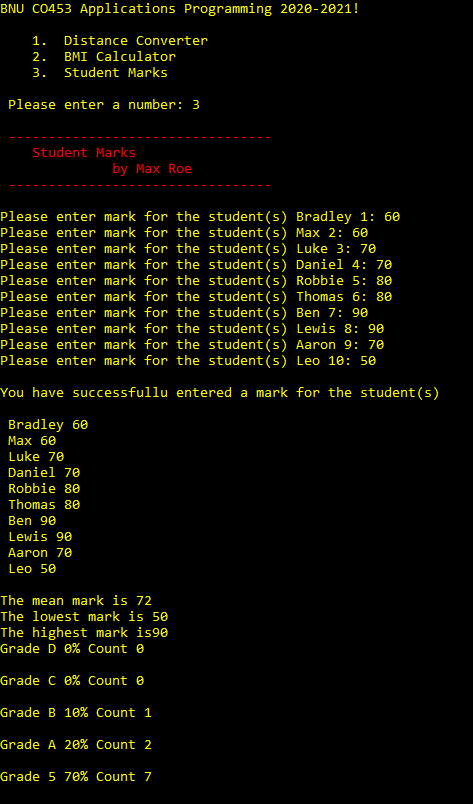 BNU CO453 Applications Programming 2020-2021!
1. Distance Converter
2. BMI Calculator
3. Student Marks
Please enter a number: 3
---------------------------------
Student Marks
by Max Roe
---------------------------------
Please enter mark for the student(s) Bradley 1: 60
Please enter mark for the student(s) Max 2: 60
Please enter mark for the student(s) Luke 3: 70
Please enter mark for the student(s) Daniel 4: 70
Please enter mark for the student(s) Robbie 5: 80
Please enter mark for the student(s) Thomas 6: 80
Please enter mark for the student(s) Ben 7: 90
Please enter mark for the student(s) Lewis 8: 90
Please enter mark for the student(s) Aaron 9: 70
Please enter mark for the student(s) Leo 10: 50
You have successfullu entered a mark for the student(s)
Bradley 60
Max 60
Luke 70
Daniel 70
Robbie 80
Thomas 80
Ben 90
Lewis 90
Aaron 70
Leo 50
The mean mark is 72
The lowest mark is 50
The highest mark is90
Grade D 0% Count 0
Grade C 0% Count 0
Grade B 10% Count 1
Grade A 20% Count 2
Grade 5 70% Count 7